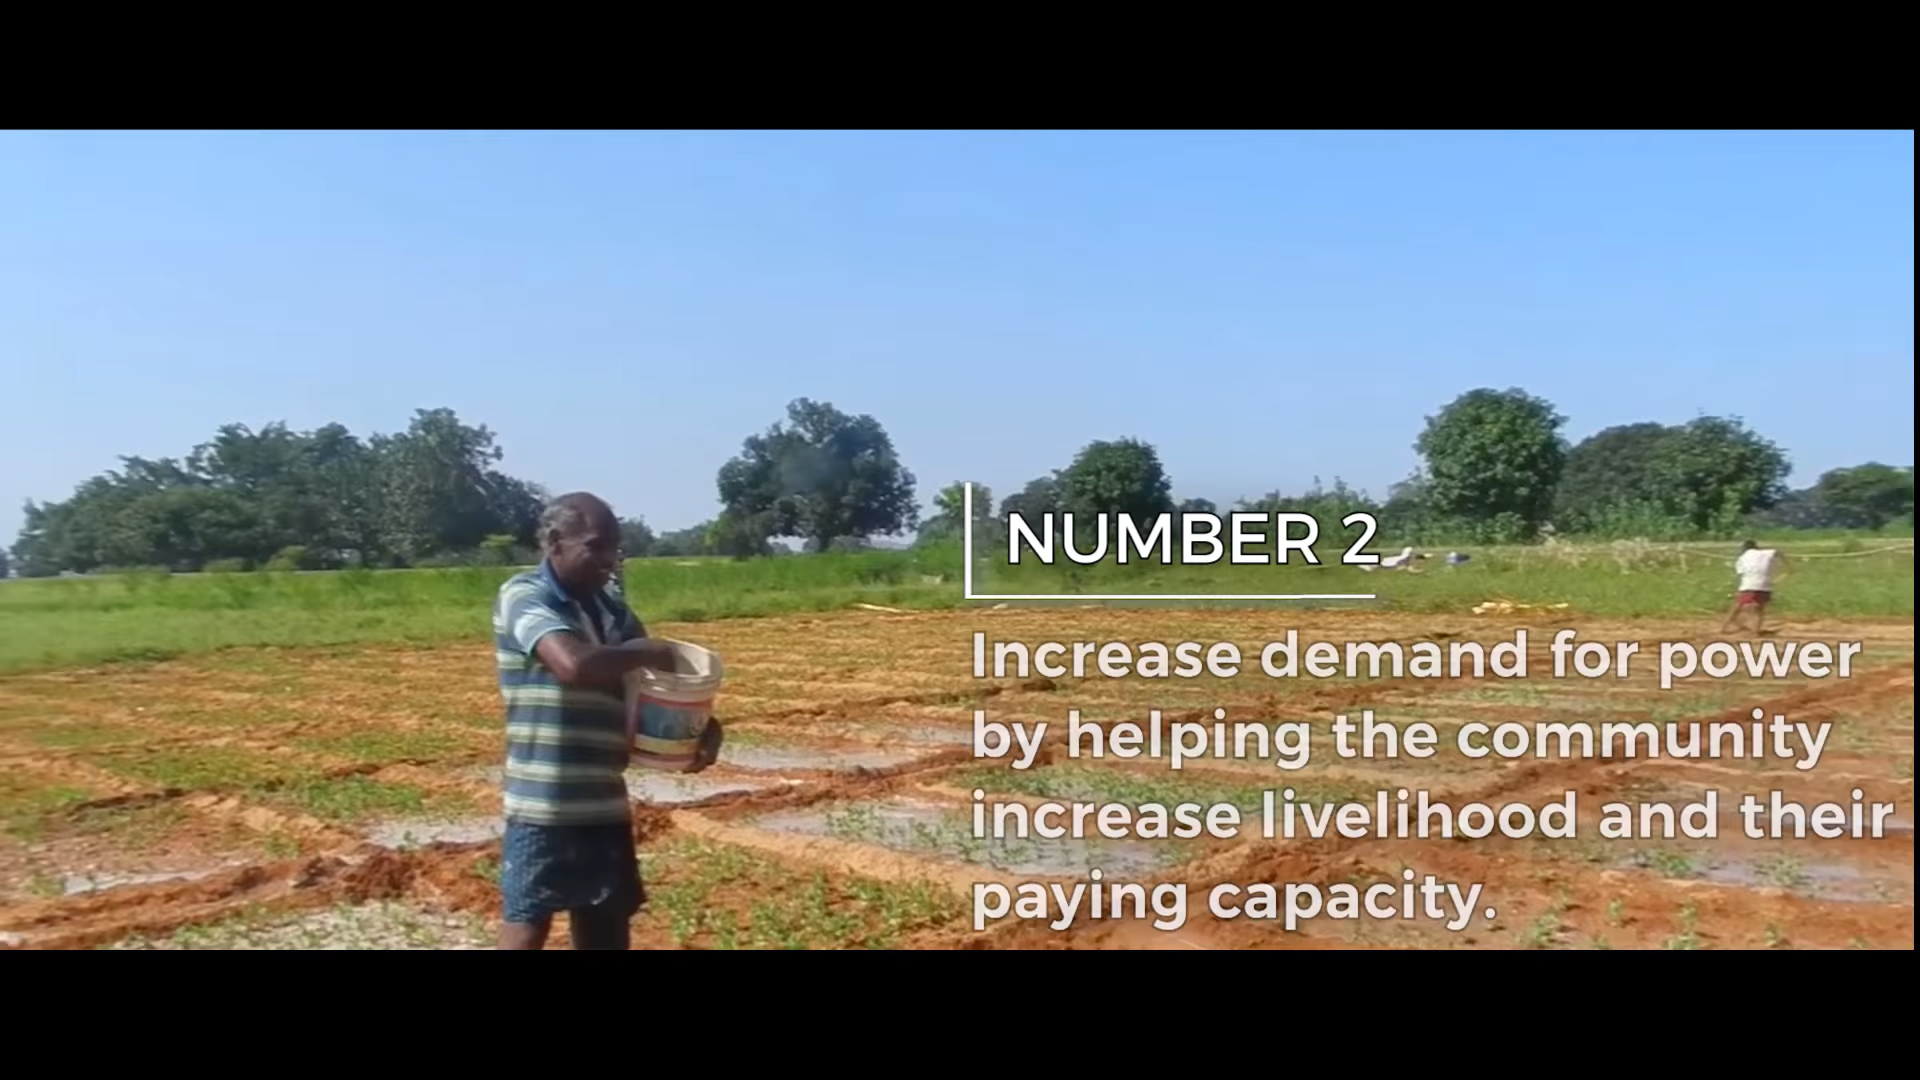 NUMBER 2
Increase demand for power
by helping the community
increase livelihood and their
paying capacity.